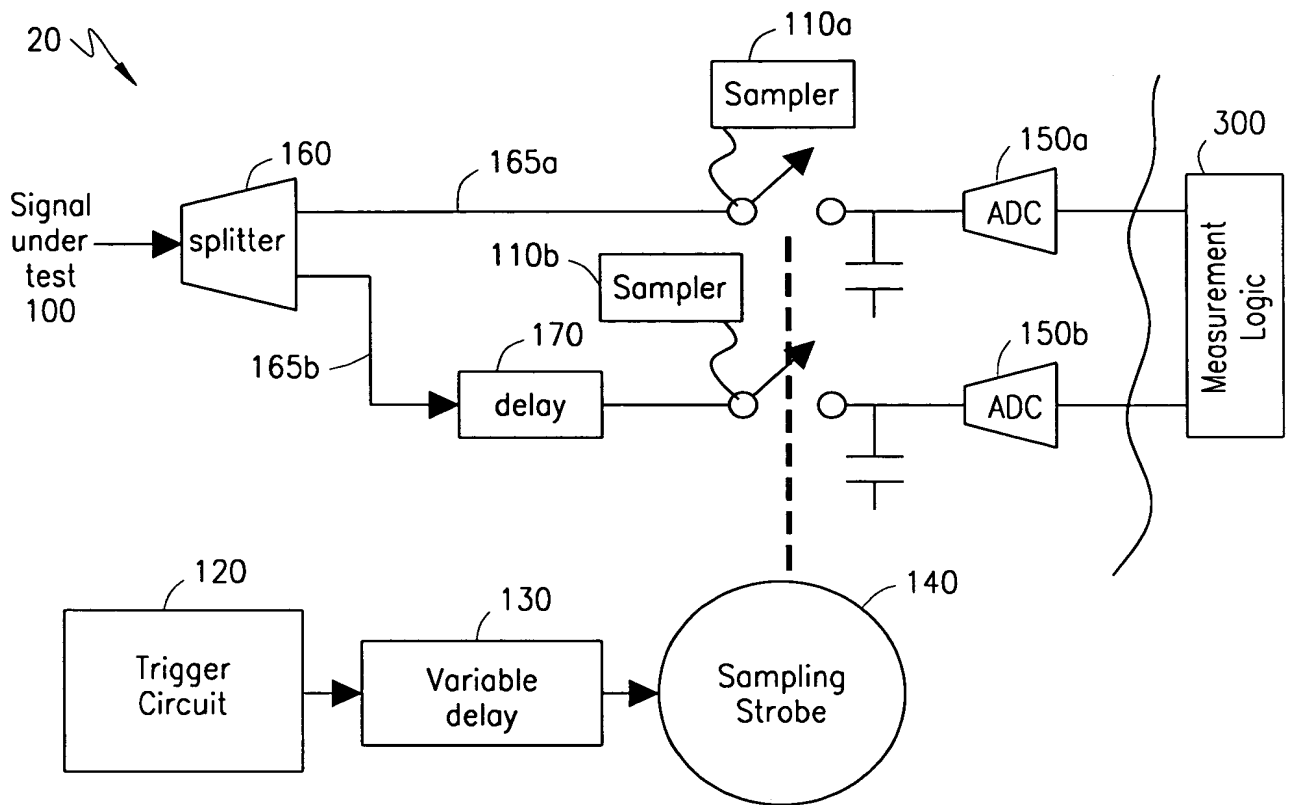 20
110a
Sampler
160
165a
150a
300
Signal
under
test
100
splitter
ADC
110b
Sampler
Measurement
Logic
165b
170
delay
150b
ADC
120
130
140
Trigger
Circuit
Variable
delay
Sampling
Strobe